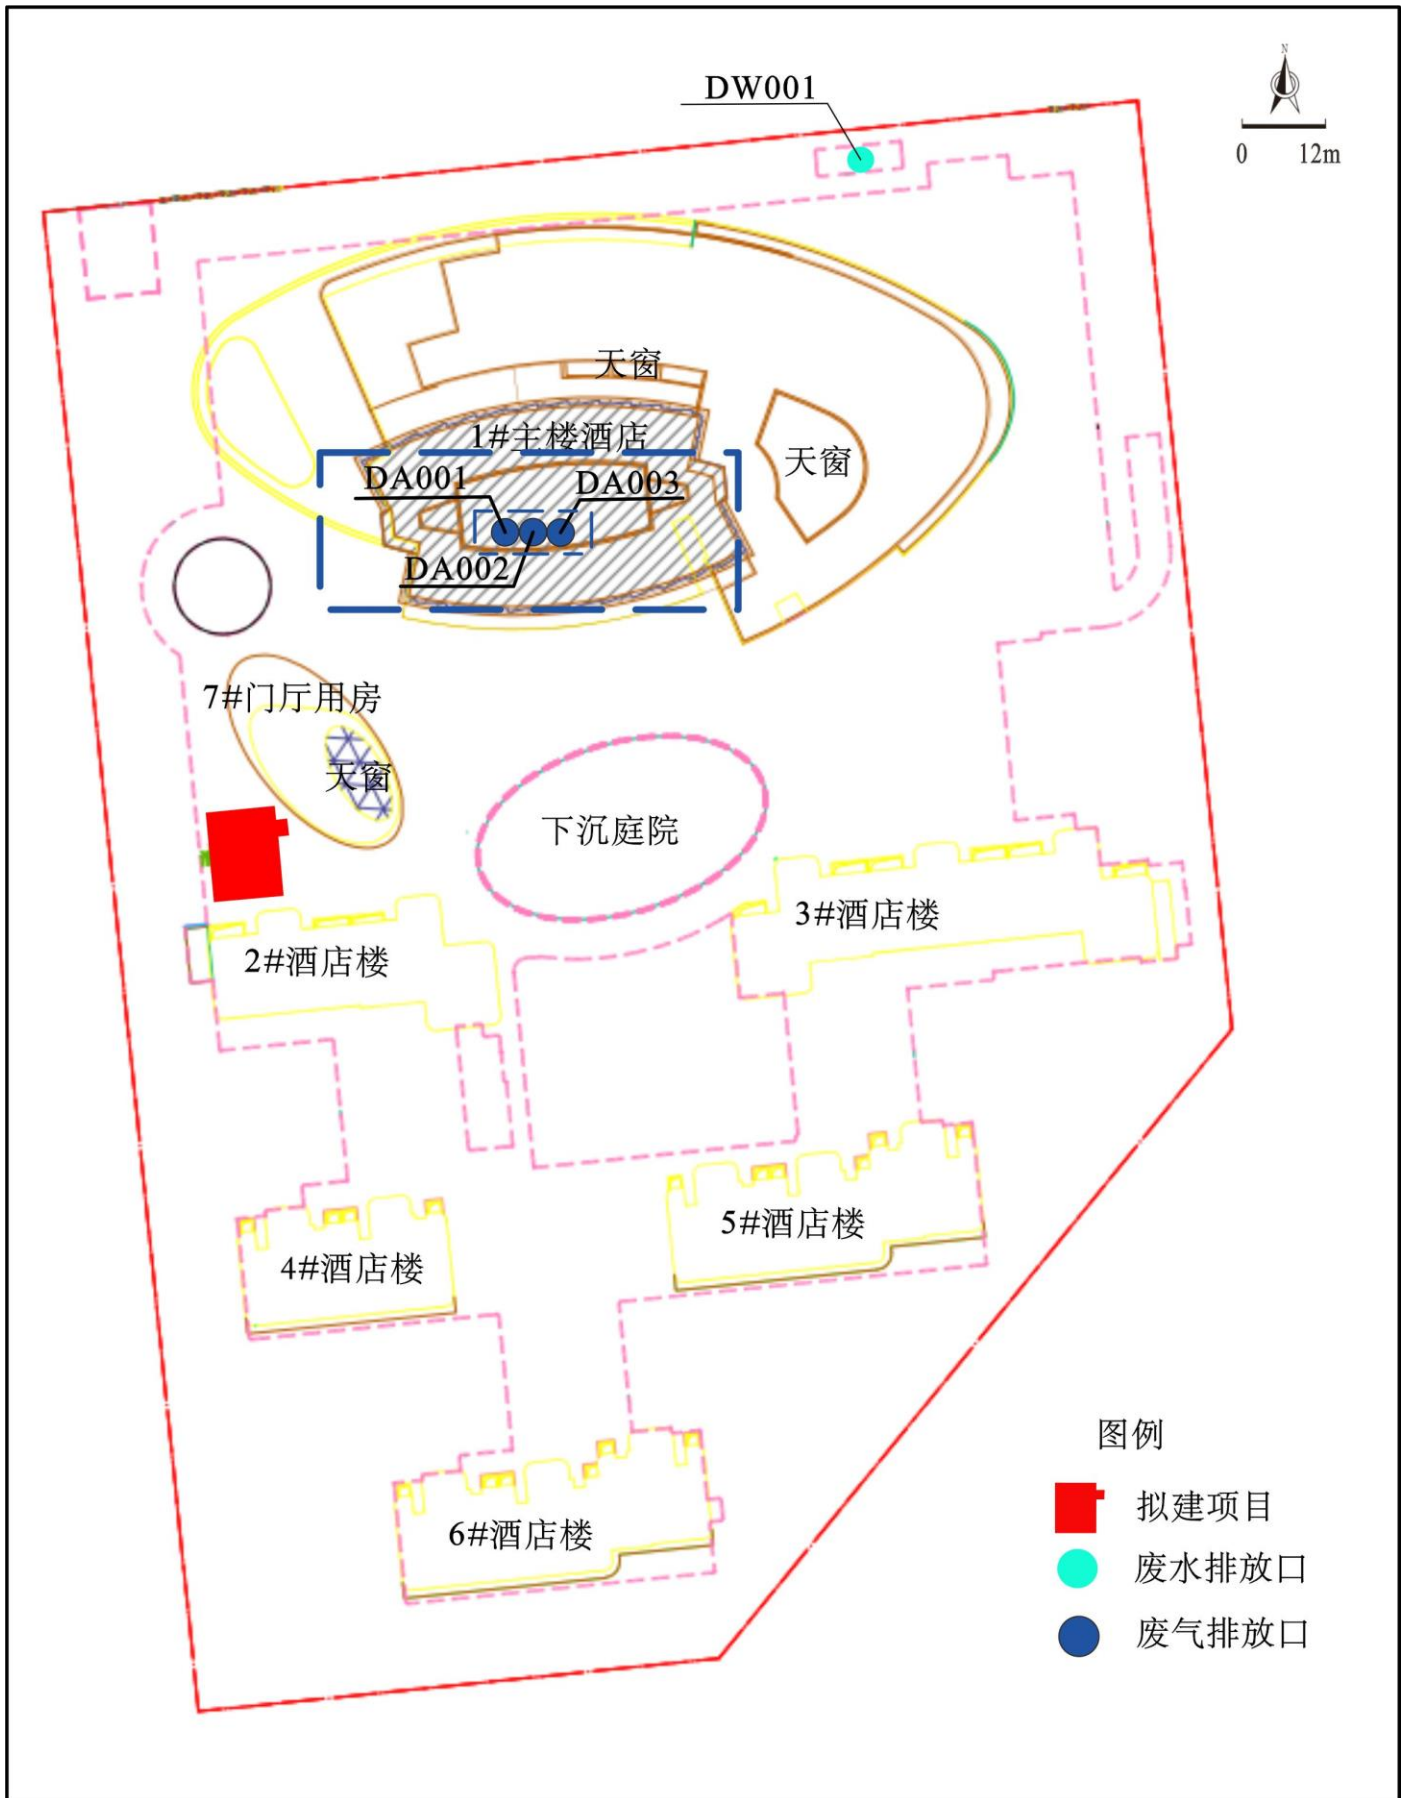 DW001
N
0 12m
天窗
1#主楼酒店
天窗
DA001
DA003
DA002
7#门厅用房
天窗
下沉庭院
3#酒店楼
2#酒店楼
5#酒店楼
4#酒店楼
图例
拟建项目
6#酒店楼
废水排放口
废气排放口